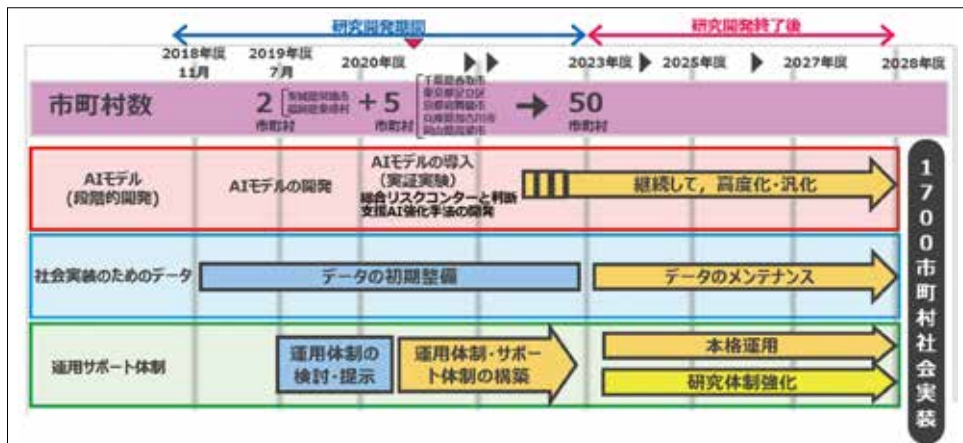 研究開発期間
研究開発終了後
2018年度
11月
2019年度
7月
2020年度
2023年度
2025年度
2027年度
2028年度
市町村数
2
市町村
+5
市町村
50
市町村
AIモデル
(段階的開発)
AIモデルの開発
AIモデルの導入
(実証実験)
総合リスクコンターと判断
支援AI強化手法の開発
継続して，高度化・汎化
社会実装のためのデータ
データの初期整備
データのメンテナンス
運用サポート体制
運用体制の
検討・提示
運用体制・サポー
ト体制の構築
本格運用
研究体制強化
1700市町村社会実装